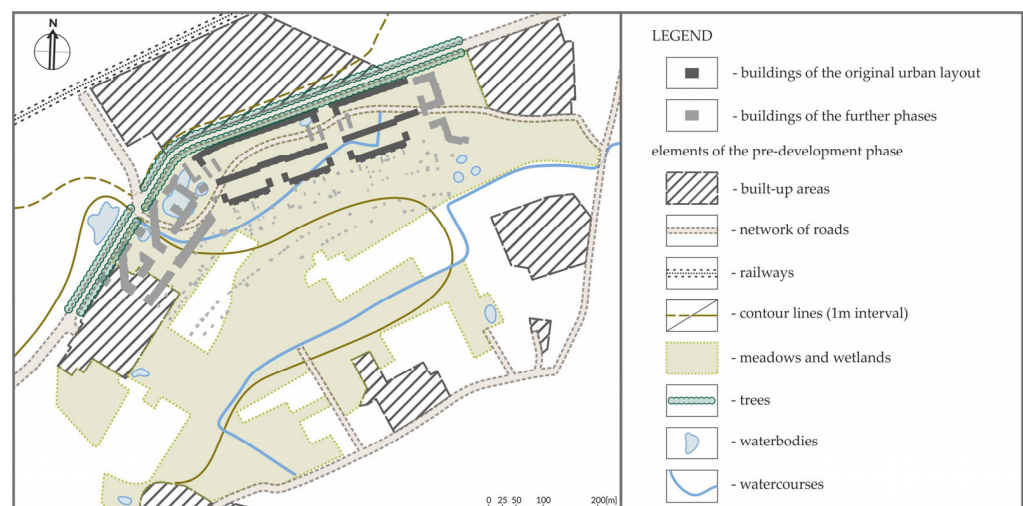 N
0 25 50 100 200[m]
LEGEND
- buildings of the original urban layout
- buildings of the further phases
elements of the pre-development phase
- built-up areas
- network of roads
- railways
- contour lines (1m interval)
- meadows and wetlands
- trees
- waterbodies
- watercourses